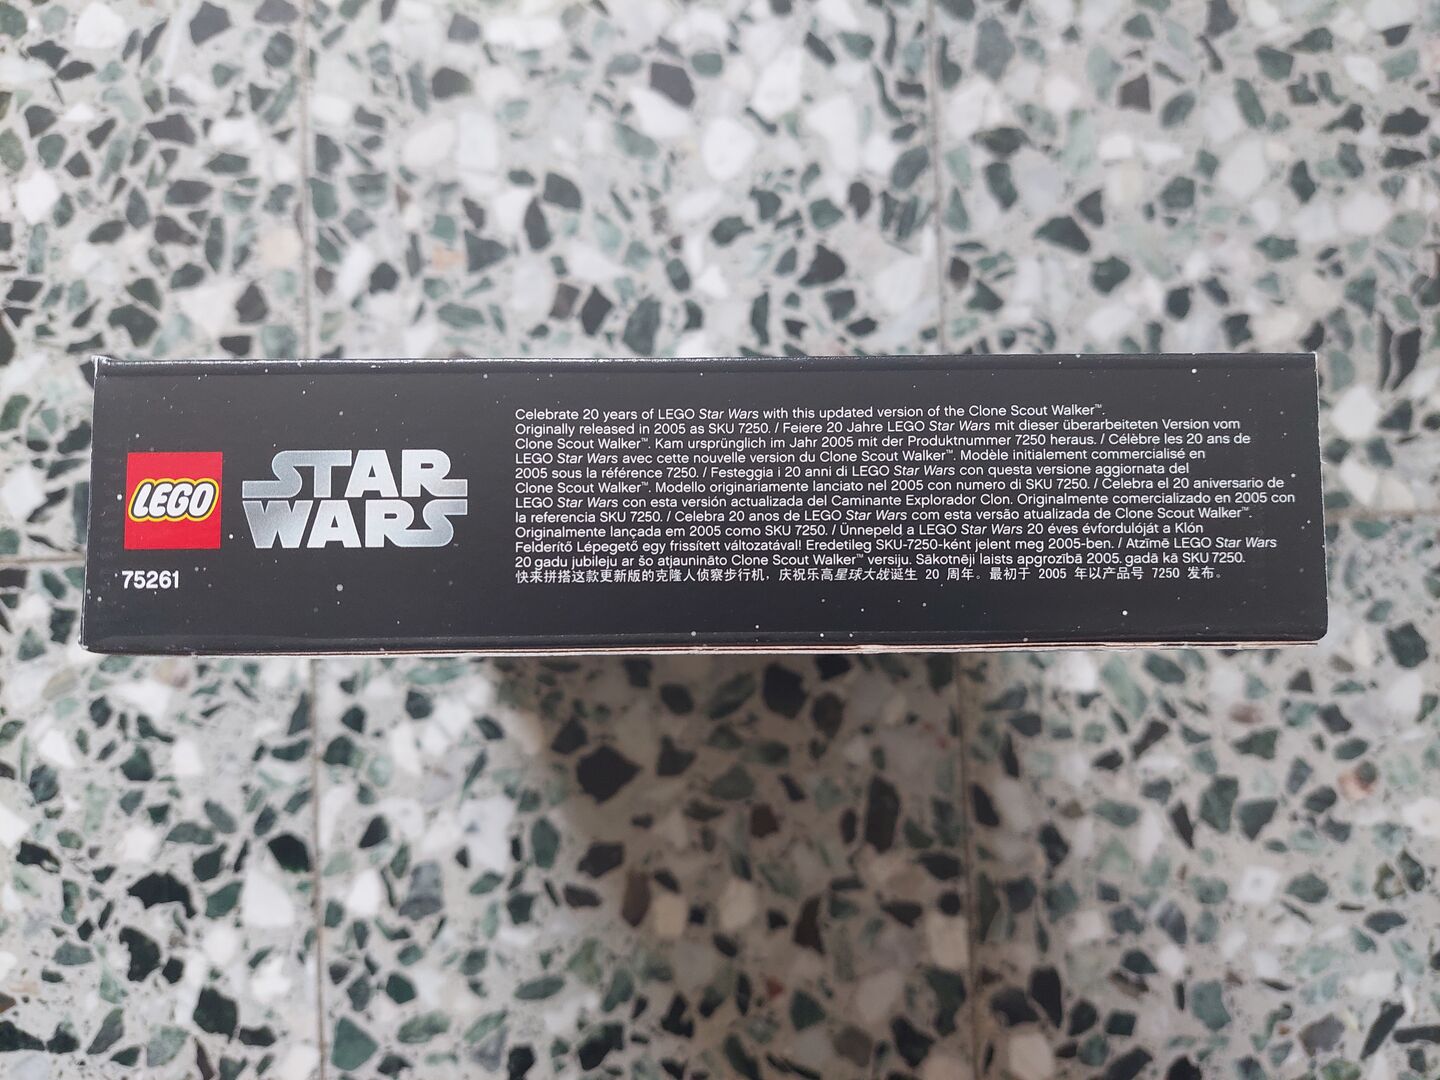 LEGO
STAR
WARS
75261
Celebrate 20 years of LEGO Star Wars with this updated version of the Clone Scout Walker™.
Originally released in 2005 as SKU 7250. / Feiere 20 Jahre LEGO Star Wars mit dieser überarbeiteten Version vom
Clone Scout Walker™. Kam ursprünglich im Jahr 2005 mit der Produktnummer 7250 heraus. / Célèbre les 20 ans de
LEGO Star Wars avec cette nouvelle version du Clone Scout Walker™. Modèle initialement commercialisé en
2005 sous la référence 7250. / Festeggia i 20 anni di LEGO Star Wars con questa versione aggiornata del
Clone Scout Walker™. Modello originariamente lanciato nel 2005 con numero di SKU 7250. / Celebra el 20 aniversario de
LEGO Star Wars con esta versión actualizada del Caminante Explorador Clon. Originalmente comercializado en 2005 con
la referencia SKU 7250. / Celebra 20 anos de LEGO Star Wars com esta versão atualizada de Clone Scout Walker™.
Originalmente lançada em 2005 como SKU 7250. / Ünnepeld a LEGO Star Wars 20 éves évfordulóját a Klón
Felderítő Lépegető egy frissített változatával! Eredetileg SKU-7250-ként jelent meg 2005-ben. / Atzīmē LEGO Star Wars
20 gadu jubileju ar šo atjaunināto Clone Scout Walker™ versiju. Sākotnēji laists apgrozībā 2005. gadā kā SKU 7250.
快来拼搭这款更新版的克隆人侦察步行机，庆祝乐高星球大战诞生 20 周年。最初于 2005 年以产品号 7250 发布。